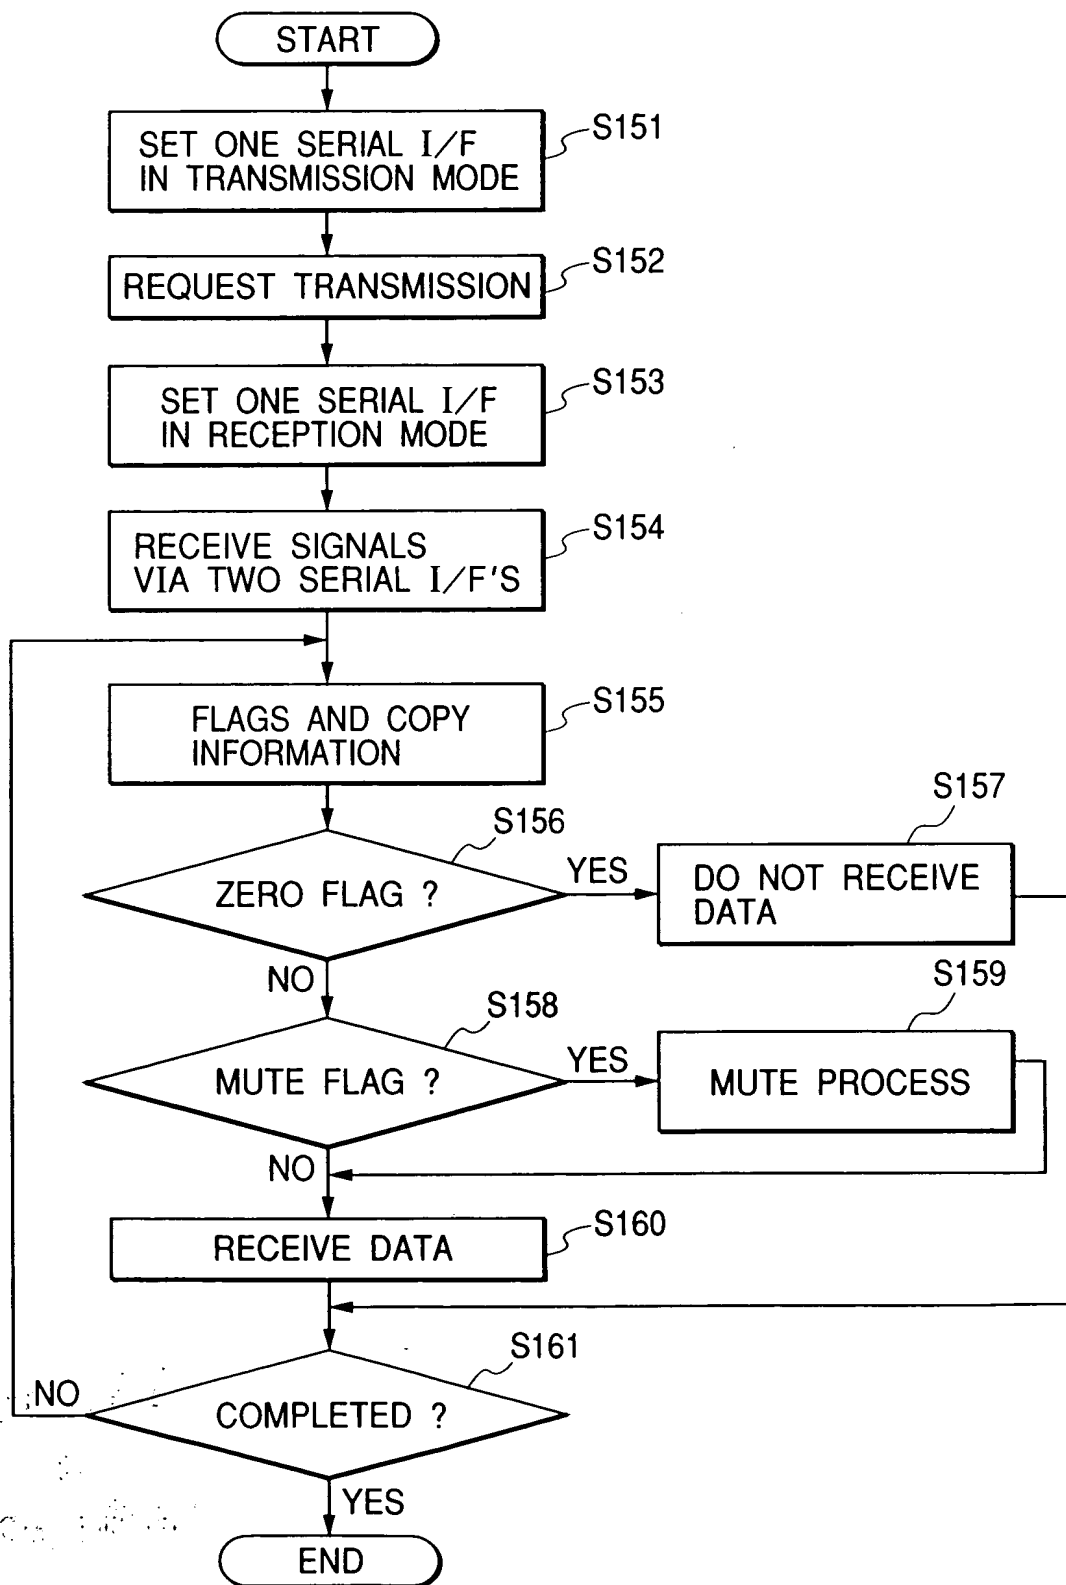 START
SET ONE SERIAL I/F
IN TRANSMISSION MODE
S151
REQUEST TRANSMISSION
S152
SET ONE SERIAL I/F
IN RECEPTION MODE
S153
RECEIVE SIGNALS
VIA TWO SERIAL I/F'S
S154
FLAGS AND COPY
INFORMATION
S155
ZERO FLAG ?
S156
YES
DO NOT RECEIVE
DATA
S157
NO
MUTE FLAG ?
S158
YES
MUTE PROCESS
S159
NO
RECEIVE DATA
S160
COMPLETED ?
S161
NO
YES
END